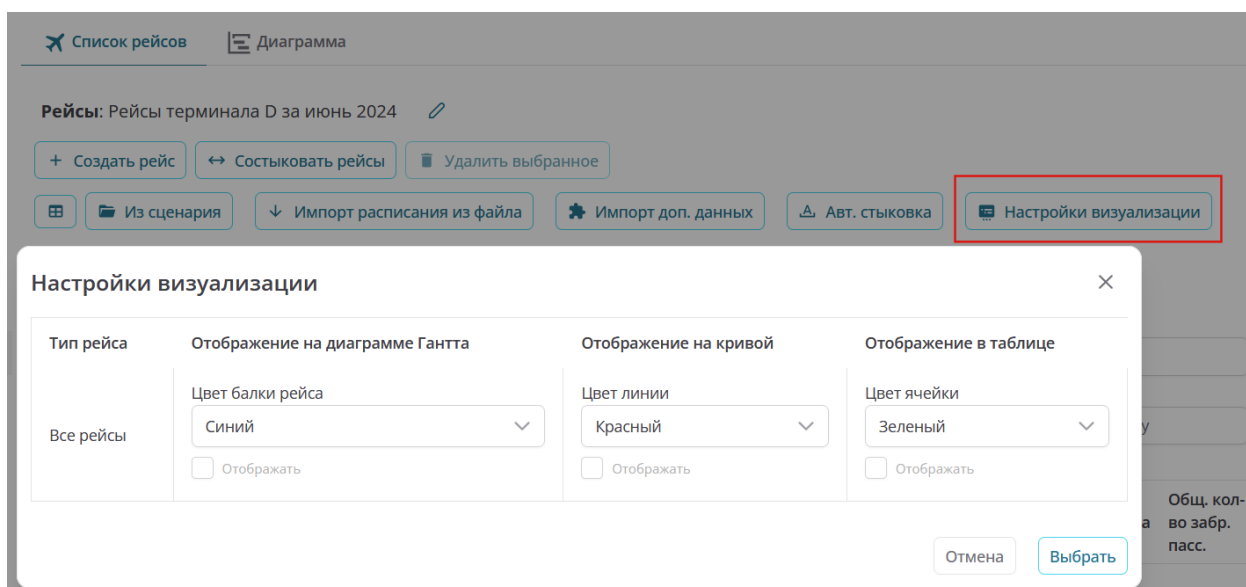 Список рейсов Диаграмма
Рейсы: Рейсы терминала D за июнь 2024
+ Создать рейс Состыковать рейсы Удалить выбранное
Из сценария Импорт расписания из файла Импорт доп. данных Авт. стыковка Настройки визуализации
Настройки визуализации
Тип рейса Отображение на диаграмме Гантта Отображение на кривой Отображение в таблице
Цвет балки рейса Цвет линии Цвет ячейки
Все рейсы Синий Красный Зеленый
Отображать Отображать Отображать
Общ. кол-
во забр.
пасс.
Отмена Выбрать